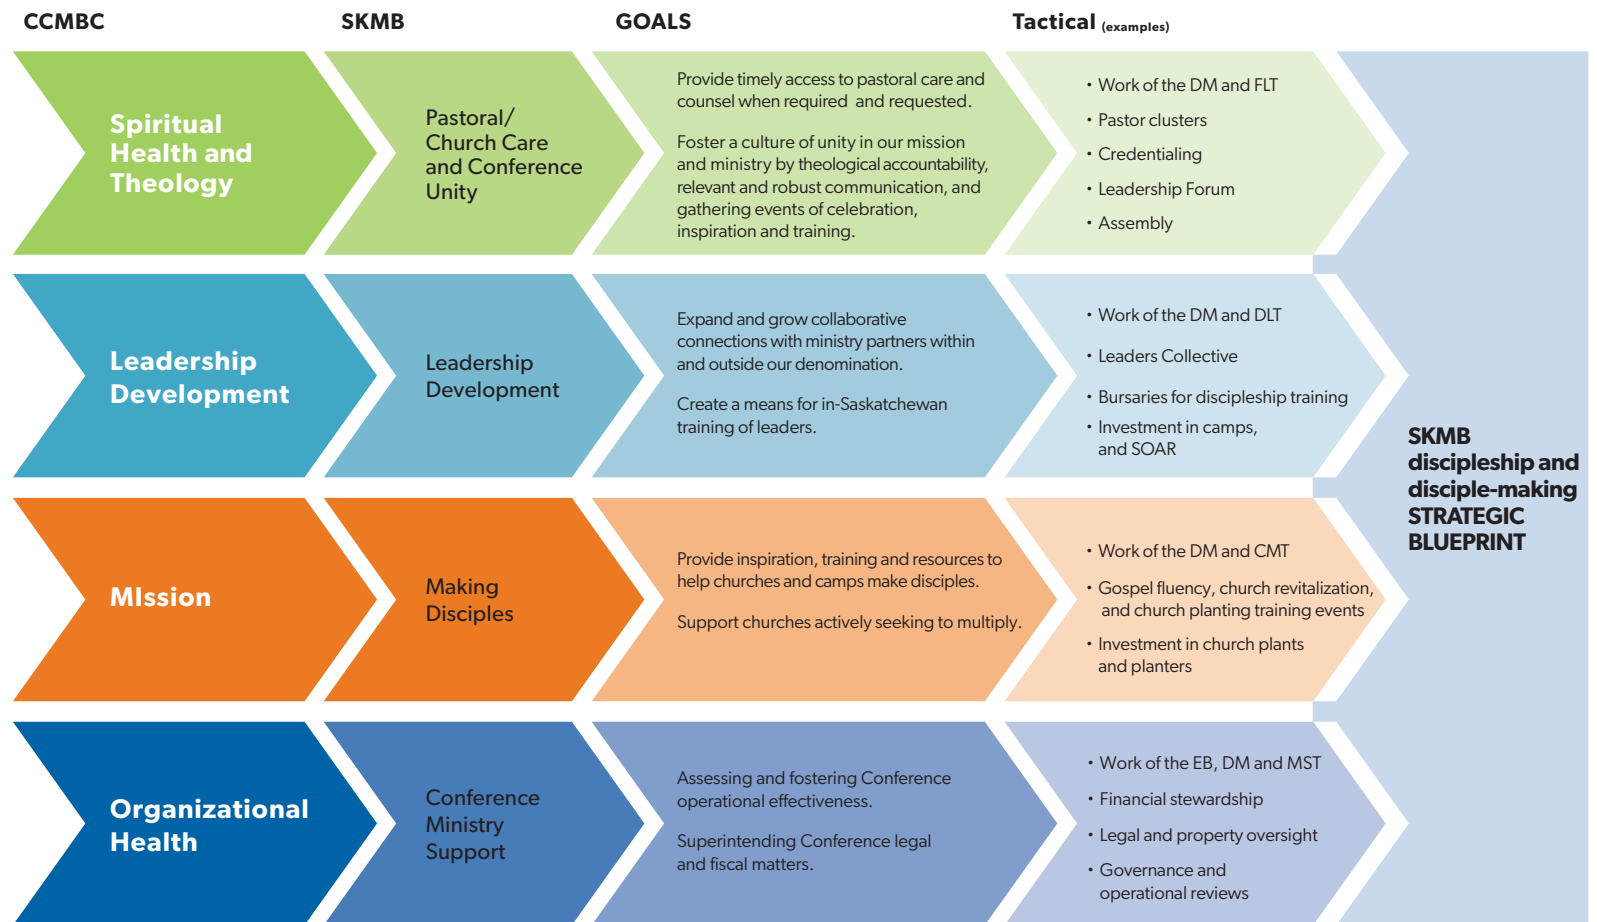 CCMBC
SKMB
GOALS
Tactical (examples)
Spiritual
Health and
Theology
Pastoral/
Church Care
and Conference
Unity
Provide timely access to pastoral care and
counsel when required and requested.
Foster a culture of unity in our mission
and ministry by theological accountability,
relevant and robust communication, and
gathering events of celebration,
inspiration and training.
• Work of the DM and FLT
• Pastor clusters
• Credentialing
• Leadership Forum
• Assembly
Leadership
Development
Leadership
Development
Expand and grow collaborative
connections with ministry partners within
and outside our denomination.
Create a means for in-Saskatchewan
training of leaders.
• Work of the DM and DLT
• Leaders Collective
• Bursaries for discipleship training
• Investment in camps,
and SOAR
MIssion
Making
Disciples
Provide inspiration, training and resources to
help churches and camps make disciples.
Support churches actively seeking to multiply.
• Work of the DM and CMT
• Gospel fluency, church revitalization,
and church planting training events
• Investment in church plants
and planters
Organizational
Health
Conference
Ministry
Support
Assessing and fostering Conference
operational effectiveness.
Superintending Conference legal
and fiscal matters.
• Work of the EB, DM and MST
• Financial stewardship
• Legal and property oversight
• Governance and
operational reviews
SKMB
discipleship and
disciple-making
STRATEGIC
BLUEPRINT